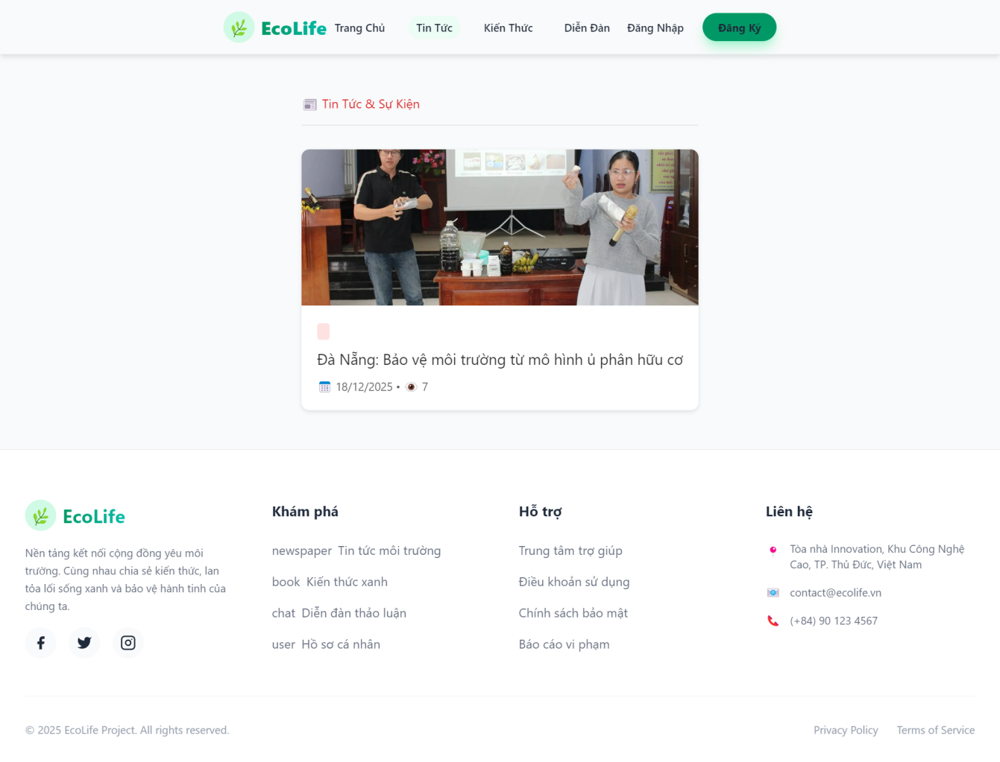 EcoLife
Trang Chủ
Tin Tức
Kiến Thức
Diễn Đàn
Đăng Nhập
Đăng Ký
Tin Tức & Sự Kiện
Đà Nẵng: Bảo vệ môi trường từ mô hình ủ phân hữu cơ
18/12/2025 • 7
EcoLife
Nền tảng kết nối cộng đồng yêu môi
trường. Cùng nhau chia sẻ kiến thức, lan
tỏa lối sống xanh và bảo vệ hành tinh của
chúng ta.
Khám phá
newspaper Tin tức môi trường
book Kiến thức xanh
chat Diễn đàn thảo luận
user Hồ sơ cá nhân
Hỗ trợ
Trung tâm trợ giúp
Điều khoản sử dụng
Chính sách bảo mật
Báo cáo vi phạm
Liên hệ
Tòa nhà Innovation, Khu Công Nghệ
Cao, TP. Thủ Đức, Việt Nam
contact@ecolife.vn
(+84) 90 123 4567
© 2025 EcoLife Project. All rights reserved.
Privacy Policy
Terms of Service